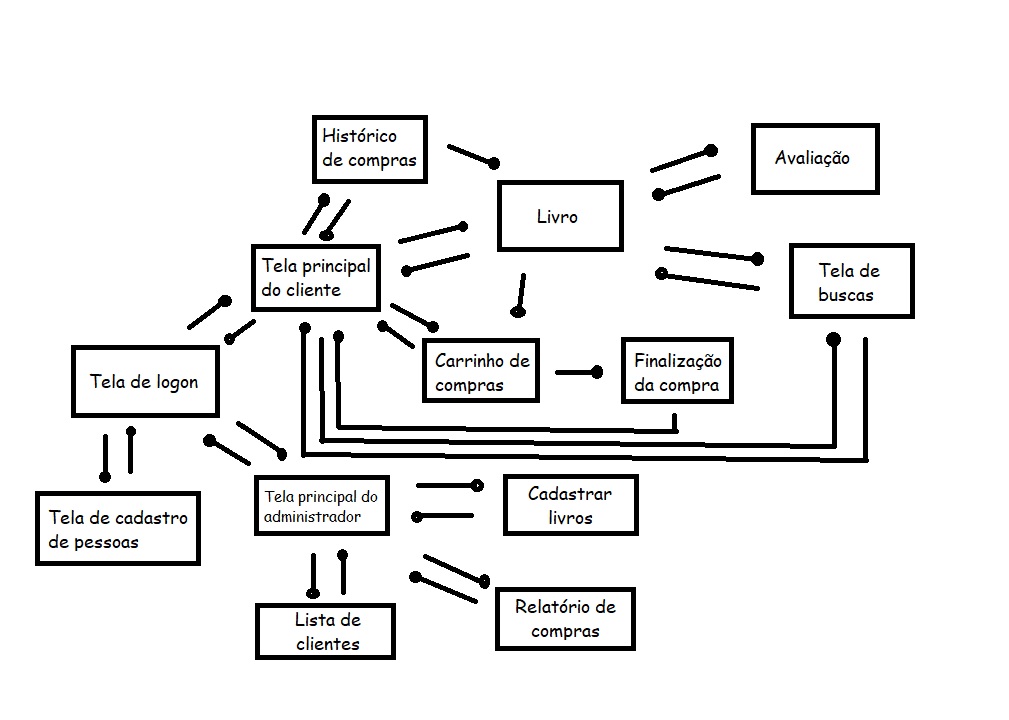 Histórico
de compras
Avaliação
Livro
Tela principal
do cliente
Tela de
buscas
Tela de logon
Carrinho de
compras
Finalização
da compra
Tela de cadastro
de pessoas
Tela principal do
administrador
Cadastrar
livros
Lista de
clientes
Relatório de
compras